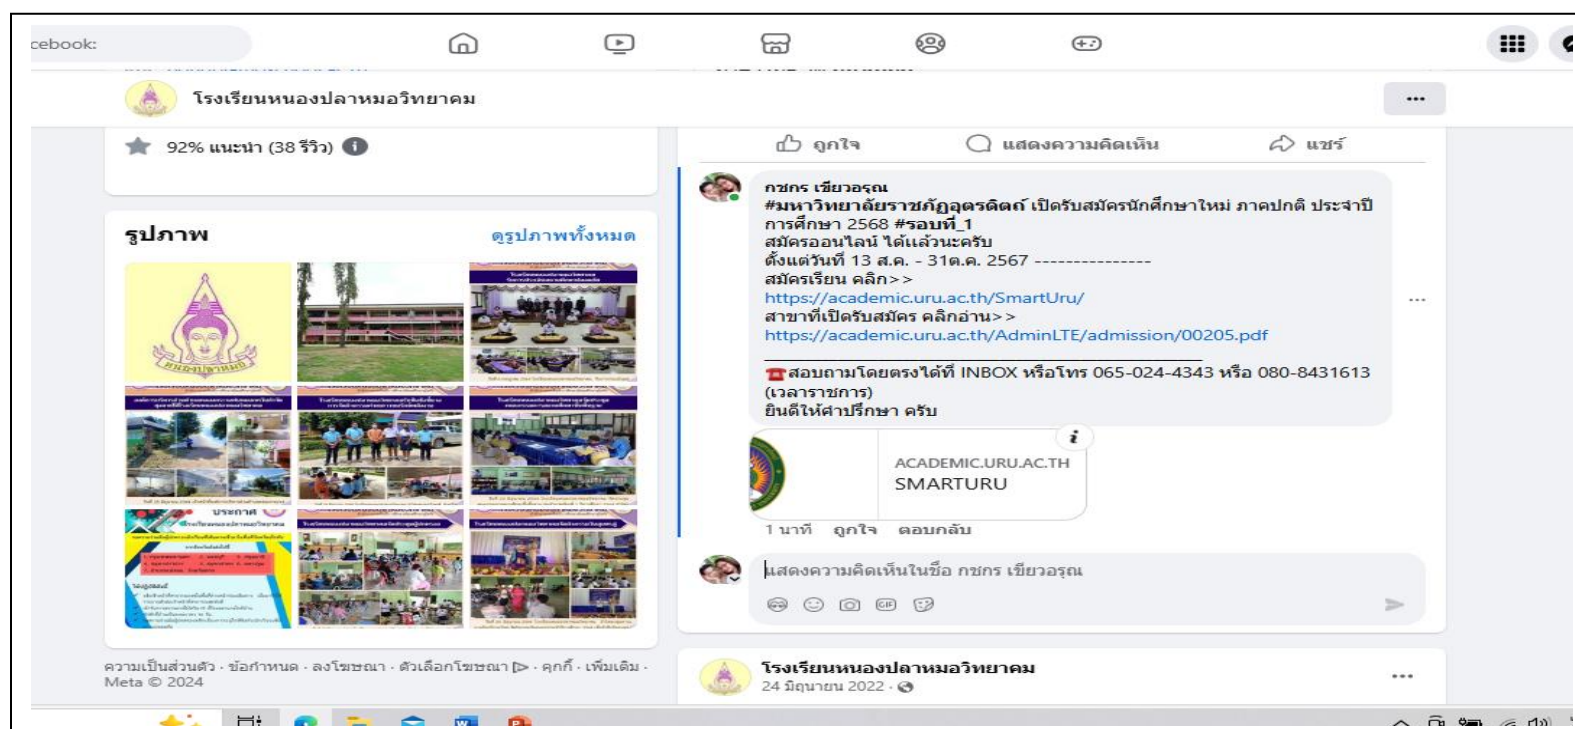 cebook:
โรงเรียนหนองปลาหมอวิทยาคม
92% แนะนำ (38 รีวิว)
รูปภาพ
ดูรูปภาพทั้งหมด
หนองปลาหมอ
ประกาศ
ความเป็นส่วนตัว · ข้อกำหนด · ลงโฆษณา · ตัวเลือกโฆษณา · คุกกี้ · เพิ่มเติม ·
Meta © 2024
ถูกใจ แสดงความคิดเห็น แชร์
กชกร เขียวอรุณ
#มหาวิทยาลัยราชภัฏอุตรดิตถ์ เปิดรับสมัครนักศึกษาใหม่ ภาคปกติ ประจำปี
การศึกษา 2568 #รอบที่_1
สมัครออนไลน์ ได้แล้วนะครับ
ตั้งแต่วันที่ 13 ส.ค. - 31ต.ค. 2567 ---------------
สมัครเรียน คลิก>>
https://academic.uru.ac.th/SmartUru/
สาขาที่เปิดรับสมัคร คลิกอ่าน>>
https://academic.uru.ac.th/AdminLTE/admission/00205.pdf
☎️สอบถามโดยตรงได้ที่ INBOX หรือโทร 065-024-4343 หรือ 080-8431613
(เวลาราชการ)
ยินดีให้คำปรึกษา ครับ
ACADEMIC.URU.AC.TH
SMARTURU
1 นาที ถูกใจ ตอบกลับ
แสดงความคิดเห็นในชื่อ กชกร เขียวอรุณ
GIF
โรงเรียนหนองปลาหมอวิทยาคม
24 มิถุนายน 2022 ·